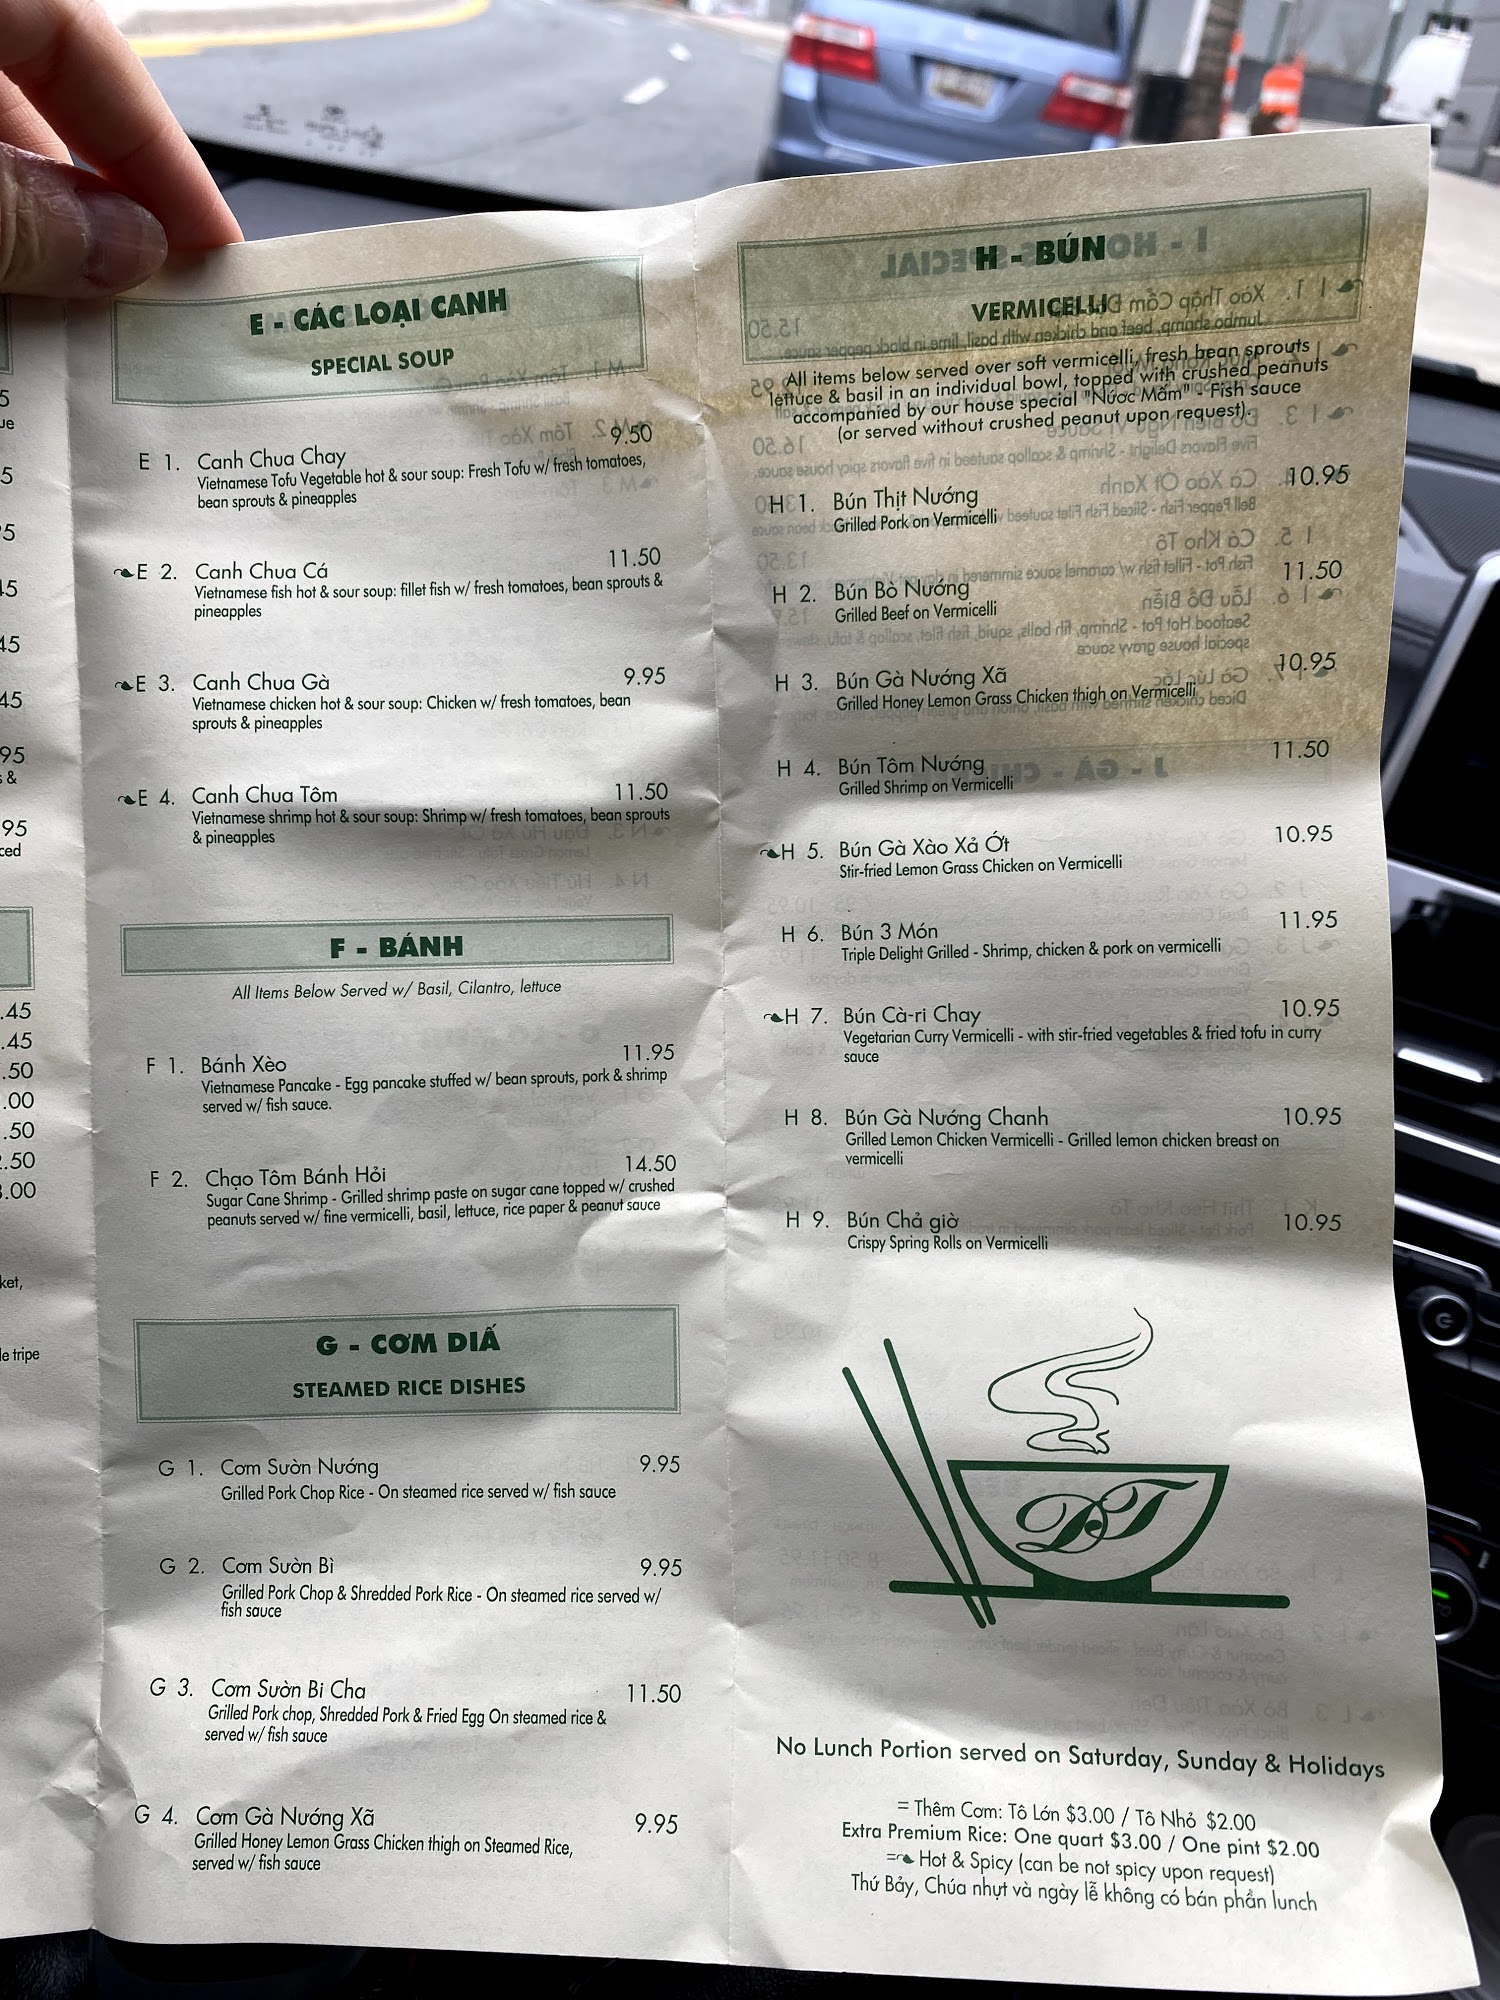 E - CÁC LOẠI CANH
SPECIAL SOUP
E 1. Canh Chua Chay 9.50
Vietnamese Tofu Vegetable hot & sour soup: Fresh Tofu w/ fresh tomatoes,
bean sprouts & pineapples
E 2. Canh Chua Cá 11.50
Vietnamese fish hot & sour soup: fillet fish w/ fresh tomatoes, bean sprouts &
pineapples
E 3. Canh Chua Gà 9.95
Vietnamese chicken hot & sour soup: Chicken w/ fresh tomatoes, bean
sprouts & pineapples
E 4. Canh Chua Tôm 11.50
Vietnamese shrimp hot & sour soup: Shrimp w/ fresh tomatoes, bean sprouts
& pineapples
F - BÁNH
All Items Below Served w/ Basil, Cilantro, lettuce
F 1. Bánh Xèo 11.95
Vietnamese Pancake - Egg pancake stuffed w/ bean sprouts, pork & shrimp
served w/ fish sauce.
F 2. Chạo Tôm Bánh Hỏi 14.50
Sugar Cane Shrimp - Grilled shrimp paste on sugar cane topped w/ crushed
peanuts served w/ fine vermicelli, basil, lettuce, rice paper & peanut sauce
G - CƠM DIẤ
STEAMED RICE DISHES
G 1. Cơm Sườn Nướng 9.95
Grilled Pork Chop Rice - On steamed rice served w/ fish sauce
G 2. Cơm Sườn Bì 9.95
Grilled Pork Chop & Shredded Pork Rice - On steamed rice served w/
fish sauce
G 3. Cơm Sườn Bi Cha 11.50
Grilled Pork chop, Shredded Pork & Fried Egg On steamed rice &
served w/ fish sauce
G 4. Cơm Gà Nướng Xã 9.95
Grilled Honey Lemon Grass Chicken thigh on Steamed Rice,
served w/ fish sauce
H - BÚN
VERMICELLI
All items below served over soft vermicelli, fresh bean sprouts
lettuce & basil in an individual bowl, topped with crushed peanuts
accompanied by our house special "Nước Mắm" - Fish sauce
(or served without crushed peanut upon request).
H 1. Bún Thịt Nướng 10.95
Grilled Pork on Vermicelli
H 2. Bún Bò Nướng 11.50
Grilled Beef on Vermicelli
H 3. Bún Gà Nướng Xã 10.95
Grilled Honey Lemon Grass Chicken thigh on Vermicelli
H 4. Bún Tôm Nướng 11.50
Grilled Shrimp on Vermicelli
H 5. Bún Gà Xào Xả Ớt 10.95
Stir-fried Lemon Grass Chicken on Vermicelli
H 6. Bún 3 Món 11.95
Triple Delight Grilled - Shrimp, chicken & pork on vermicelli
H 7. Bún Cà-ri Chay 10.95
Vegetarian Curry Vermicelli - with stir-fried vegetables & fried tofu in curry
sauce
H 8. Bún Gà Nướng Chanh 10.95
Grilled Lemon Chicken Vermicelli - Grilled lemon chicken breast on
vermicelli
H 9. Bún Chả giờ 10.95
Crispy Spring Rolls on Vermicelli
DT
No Lunch Portion served on Saturday, Sunday & Holidays
= Thêm Cơm: Tô Lớn $3.00 / Tô Nhỏ $2.00
Extra Premium Rice: One quart $3.00 / One pint $2.00
= Hot & Spicy (can be not spicy upon request)
Thứ Bảy, Chúa nhựt và ngày lễ không có bán phần lunch